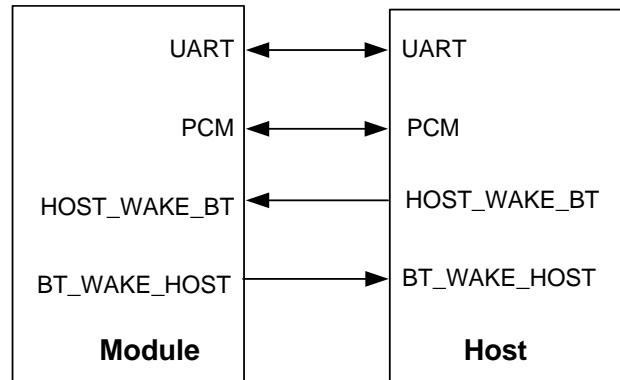 UART UART
PCM PCM
HOST_WAKE_BT HOST_WAKE_BT
BT_WAKE_HOST BT_WAKE_HOST
Module Host